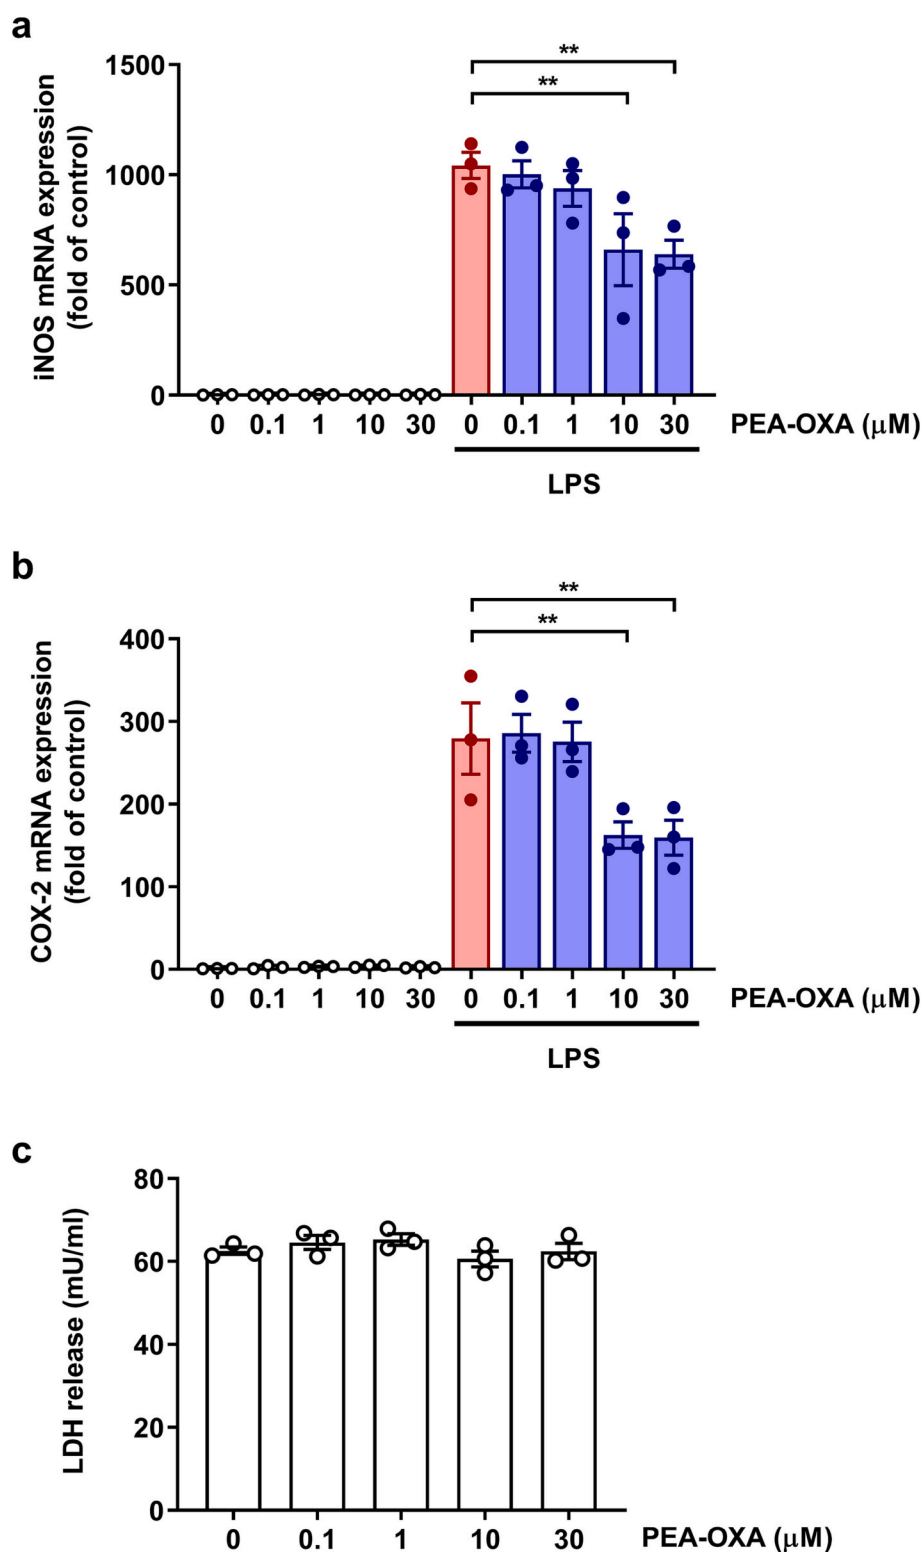 a
**
**
1500
1000
500
0
iNOS mRNA expression
(fold of control)
0 0.1 1 10 30 0 0.1 1 10 30 PEA-OXA (μM)
LPS
b
**
**
400
300
200
100
0
COX-2 mRNA expression
(fold of control)
0 0.1 1 10 30 0 0.1 1 10 30 PEA-OXA (μM)
LPS
c
80
60
40
20
0
LDH release (mU/ml)
0 0.1 1 10 30 PEA-OXA (μM)